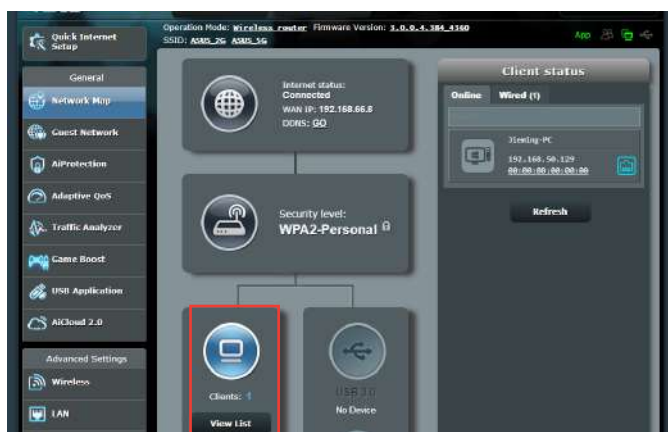 Quick Internet
Setup
General
Network Map
Guest Network
AiProtection
Adaptive QoS
Traffic Analyzer
Game Boost
USB Application
AiCloud 2.0
Advanced Settings
Wireless
LAN
Operation Mode: Wireless router Firmware Version: 3.0.0.4.384_4360
SSID: ASUS_2G ASUS_5G
App
Internet status:
Connected
WAN IP: 192.168.66.8
DDNS: GO
Security level:
WPA2-Personal
Clients: 1
View List
USB 3.0
No Device
Client status
Online Wired (1)
Jieming-PC
192.168.50.129
00:00:00:00:00:00
Refresh